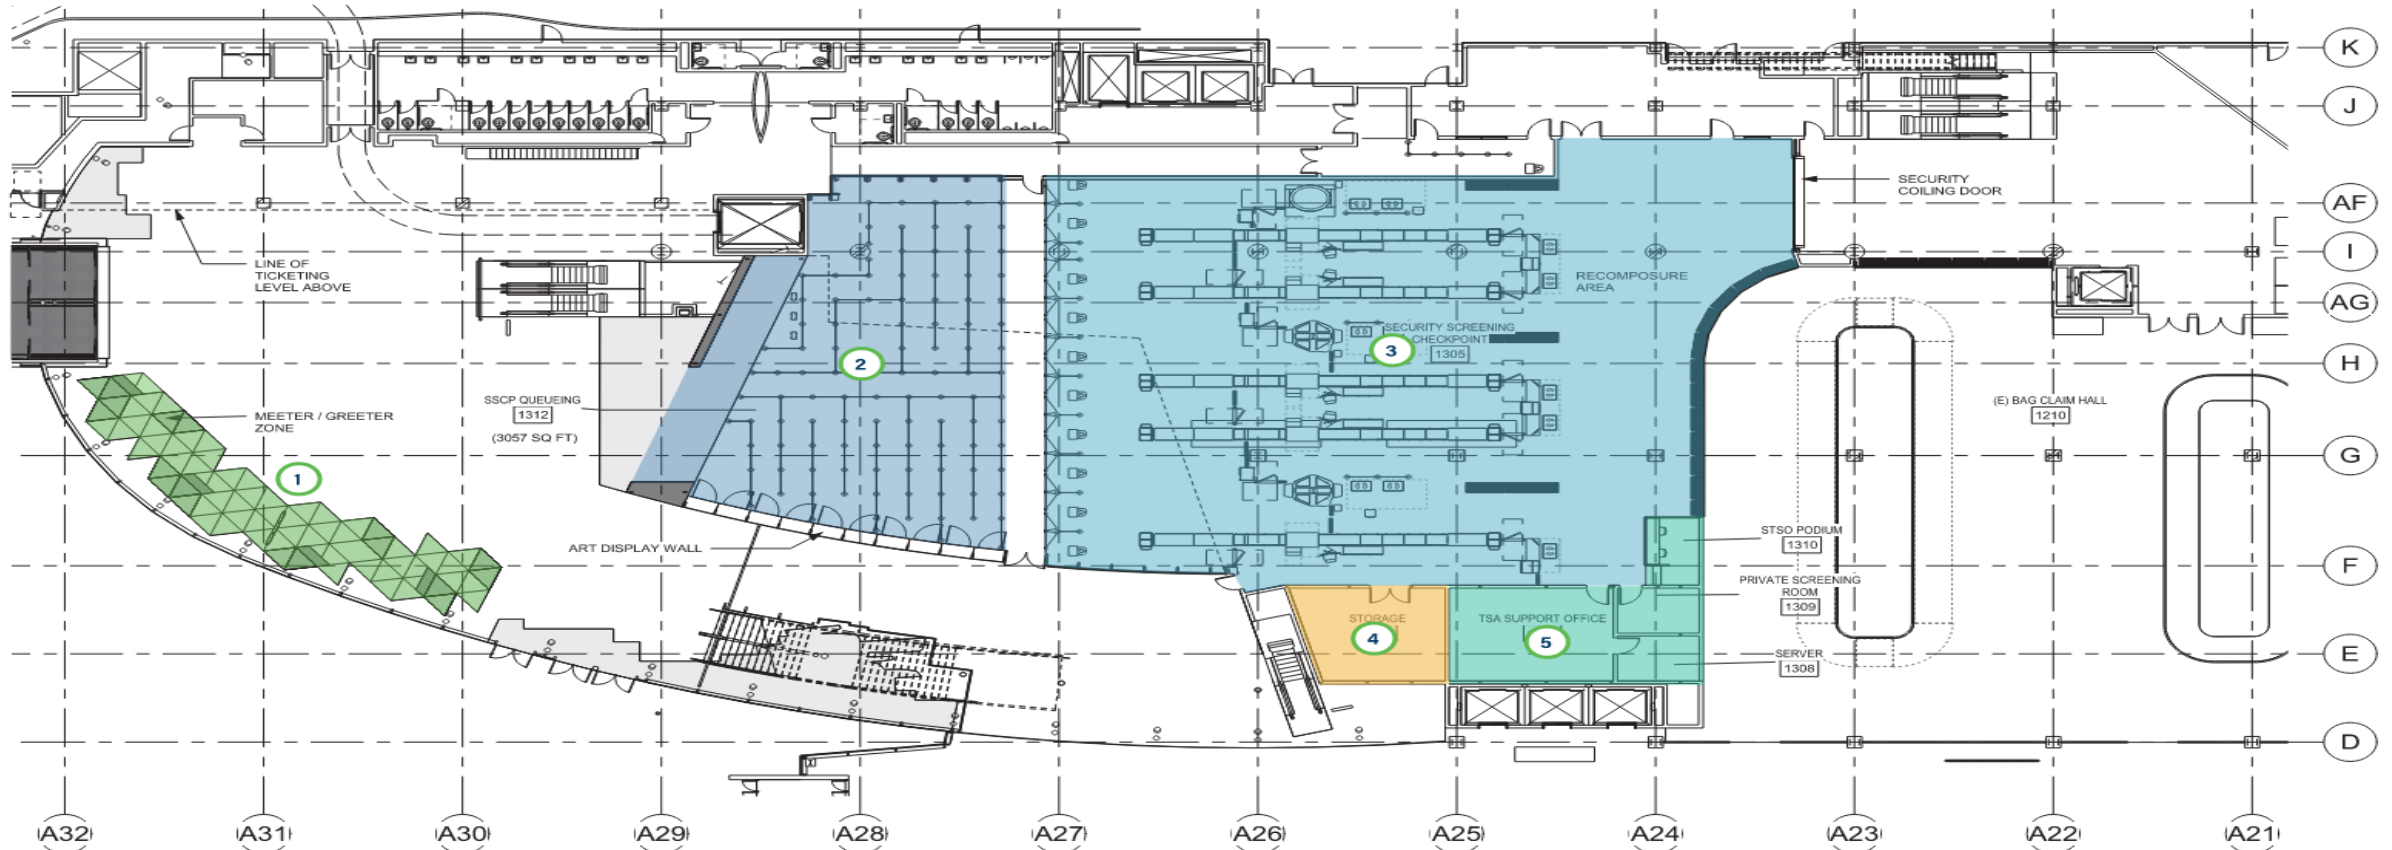 K
J
SECURITY
COILING DOOR
AF
LINE OF
TICKETING
LEVEL ABOVE
I
RECOMPOSURE
AREA
AG
SECURITY SCREENING
CHECKPOINT
1305
3
2
H
SSCP QUEUEING
1312
(3057 SQ FT)
MEETER / GREETER
ZONE
(E) BAG CLAIM HALL
1210
1
G
ART DISPLAY WALL
STSO PODIUM
1310
F
PRIVATE SCREENING
ROOM
1309
STORAGE
4
TSA SUPPORT OFFICE
5
SERVER
1308
E
D
A32
A31
A30
A29
A28
A27
A26
A25
A24
A23
A22
A21